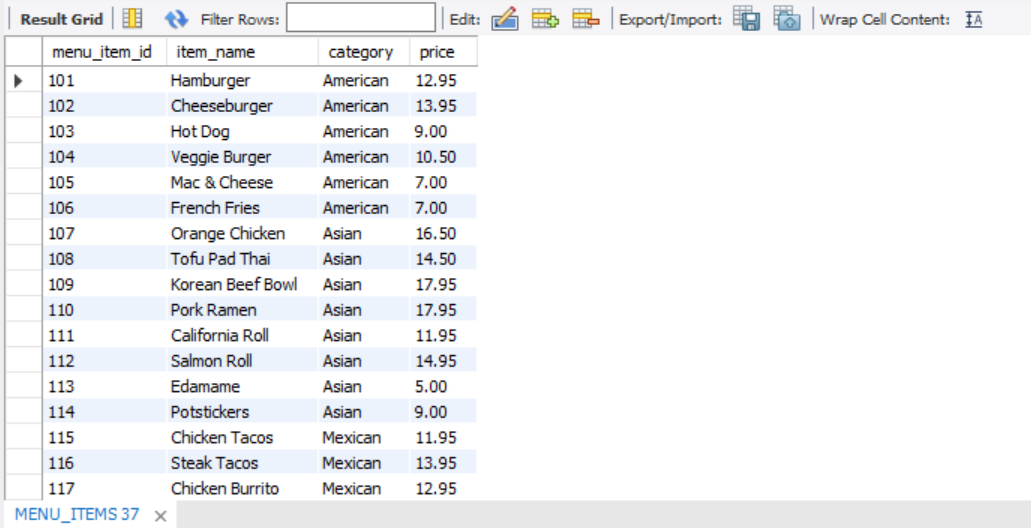 Result Grid Filter Rows: Edit: Export/Import: Wrap Cell Content: IA
menu_item_id item_name category price
101 Hamburger American 12.95
102 Cheeseburger American 13.95
103 Hot Dog American 9.00
104 Veggie Burger American 10.50
105 Mac & Cheese American 7.00
106 French Fries American 7.00
107 Orange Chicken Asian 16.50
108 Tofu Pad Thai Asian 14.50
109 Korean Beef Bowl Asian 17.95
110 Pork Ramen Asian 17.95
111 California Roll Asian 11.95
112 Salmon Roll Asian 14.95
113 Edamame Asian 5.00
114 Potstickers Asian 9.00
115 Chicken Tacos Mexican 11.95
116 Steak Tacos Mexican 13.95
117 Chicken Burrito Mexican 12.95
MENU_ITEMS 37